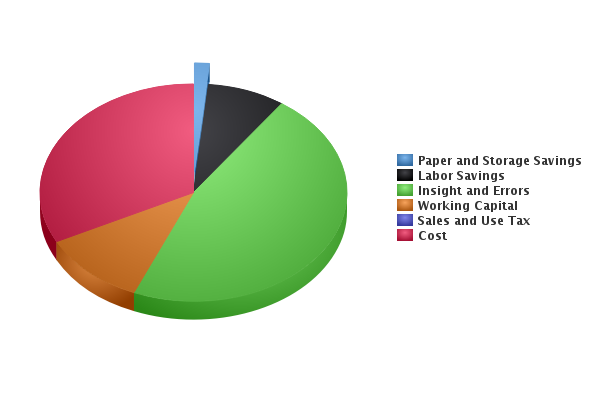 Paper and Storage Savings
Labor Savings
Insight and Errors
Working Capital
Sales and Use Tax
Cost